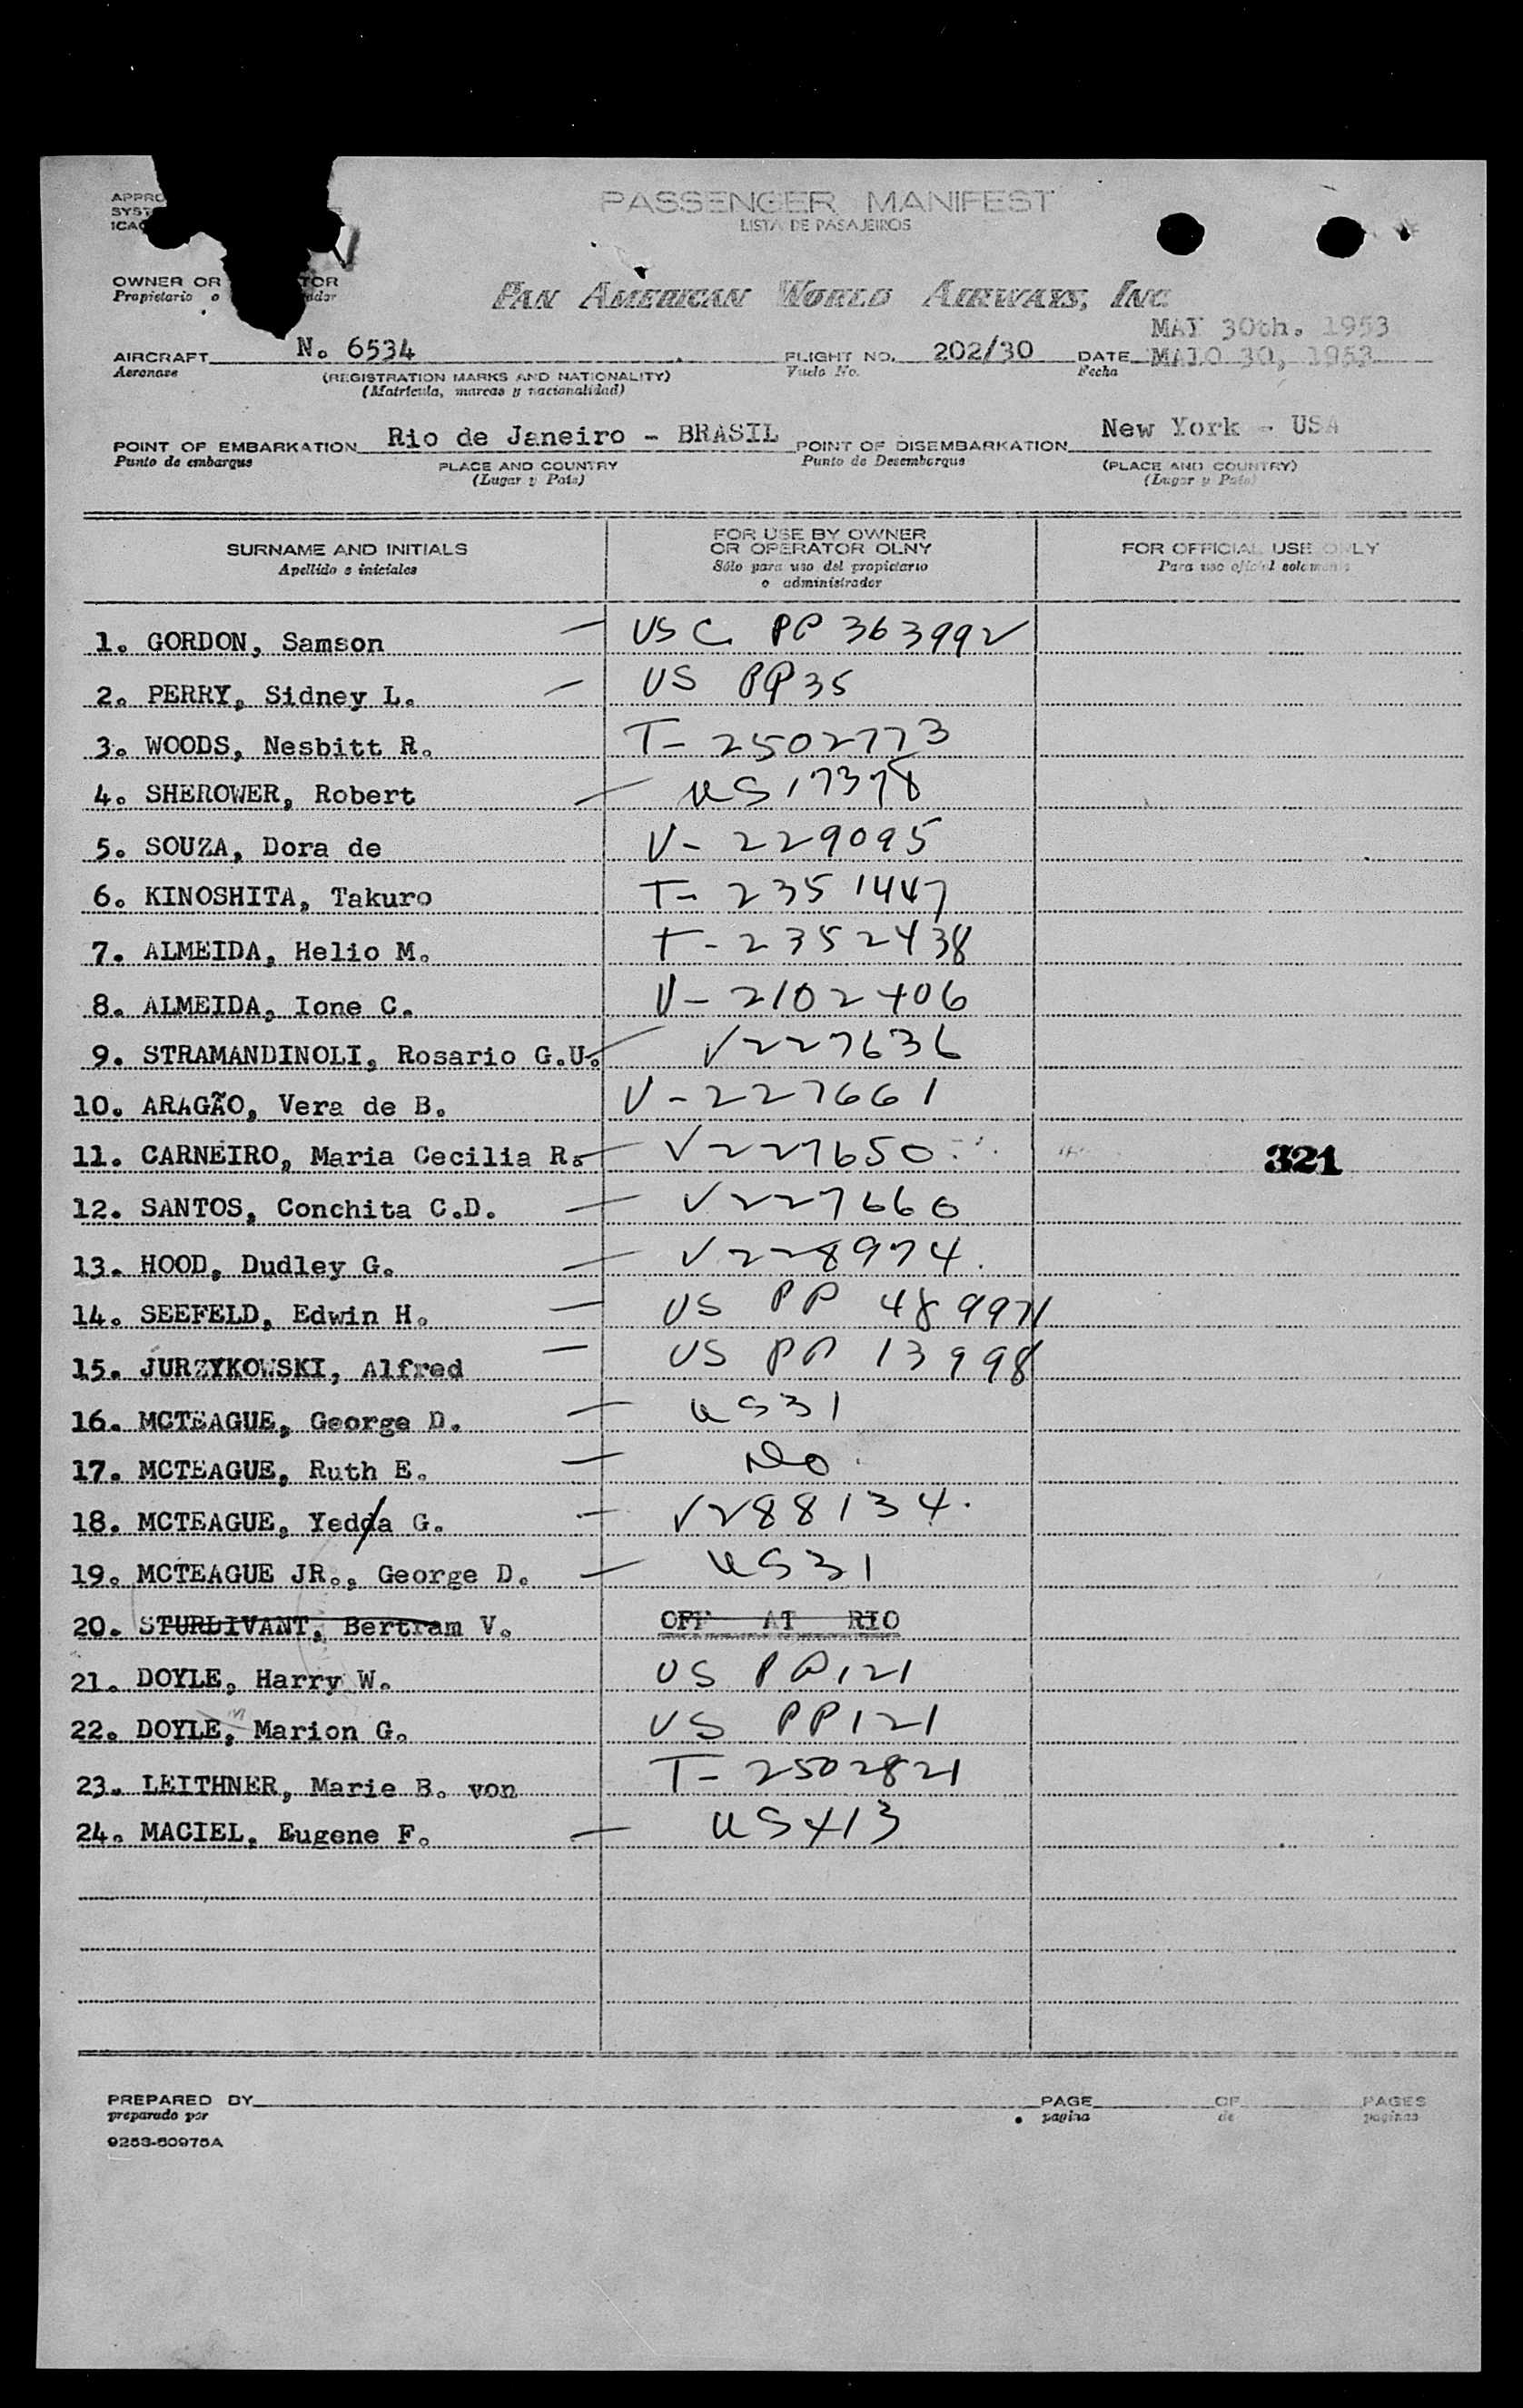 PASSENGER MANIFEST
LISTA DE PASAJEIROS
OWNER OR
Propietario o
PAN AMERICAN WORLD AIRWAYS, INC
MAY 30th. 1953
AIRCRAFT N. 6534 FLIGHT NO. 202/30 DATE MAIO 30, 1953
Aeronave (REGISTRATION MARKS AND NATIONALITY) Vuelo No. Fecha
(Matricula, marcas y nacionalidad)
POINT OF EMBARKATION Rio de Janeiro - BRASIL POINT OF DISEMBARKATION New York - USA
Punto de embarque PLACE AND COUNTRY Punto de Desembarque (PLACE AND COUNTRY)
(Lugar y Pais) (Lugar y Pais)
SURNAME AND INITIALS
Apellido e iniciales
FOR USE BY OWNER
OR OPERATOR OLNY
Sólo para uso del propietario
o administrador
FOR OFFICIAL USE ONLY
Para uso oficial solamente
1. GORDON, Samson — USC PP 363992
2. PERRY, Sidney L. — US PP 35
3. WOODS, Nesbitt R. T- 2502773
4. SHEROWER, Robert — US 17378
5. SOUZA, Dora de V- 229095
6. KINOSHITA, Takuro T- 2351447
7. ALMEIDA, Helio M. T- 2352438
8. ALMEIDA, Ione C. V- 2102406
9. STRAMANDINOLI, Rosario G.U. — V227636
10. ARAGÃO, Vera de B. V- 227661
11. CARNEIRO, Maria Cecilia R. — V227650 321
12. SANTOS, Conchita C.D. — V227660
13. HOOD, Dudley G. — V228974
14. SEEFELD, Edwin H. — US PP 489971
15. JURZYKOWSKI, Alfred — US PP 13998
16. MCTEAGUE, George D. — US31
17. MCTEAGUE, Ruth E. — Do
18. MCTEAGUE, Yedda G. — V288134
19. MCTEAGUE JR., George D. — US31
20. STURDIVANT, Bertram V. OFF AT RIO
21. DOYLE, Harry W. US PP121
22. DOYLE, Marion G. US PP121
23. LEITHNER, Marie B. von T- 2502821
24. MACIEL, Eugene F. — US413
PREPARED BY PAGE OF PAGES
preparado por pagina de paginas
9253-50975A